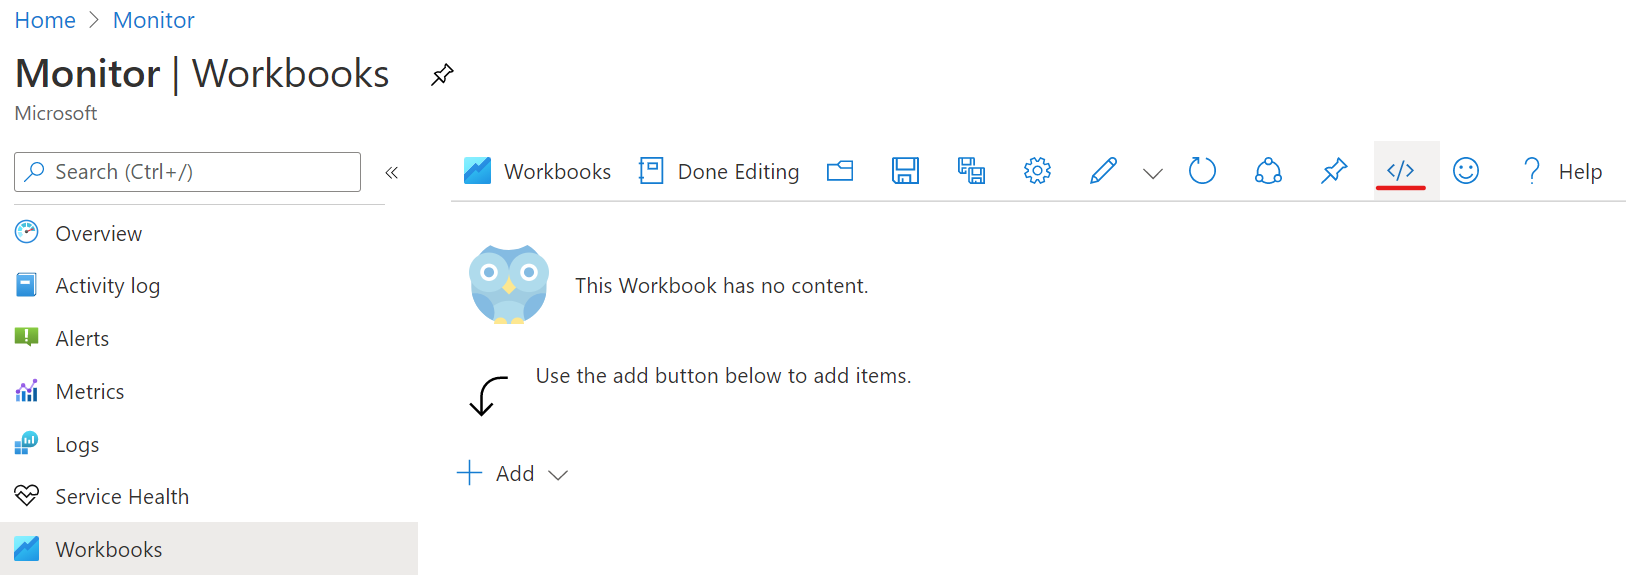 Home > Monitor
Monitor | Workbooks
Microsoft
Search (Ctrl+/)
«
Workbooks Done Editing </> ? Help
Overview
Activity log
Alerts
Metrics
Logs
Service Health
Workbooks
This Workbook has no content.
Use the add button below to add items.
+ Add